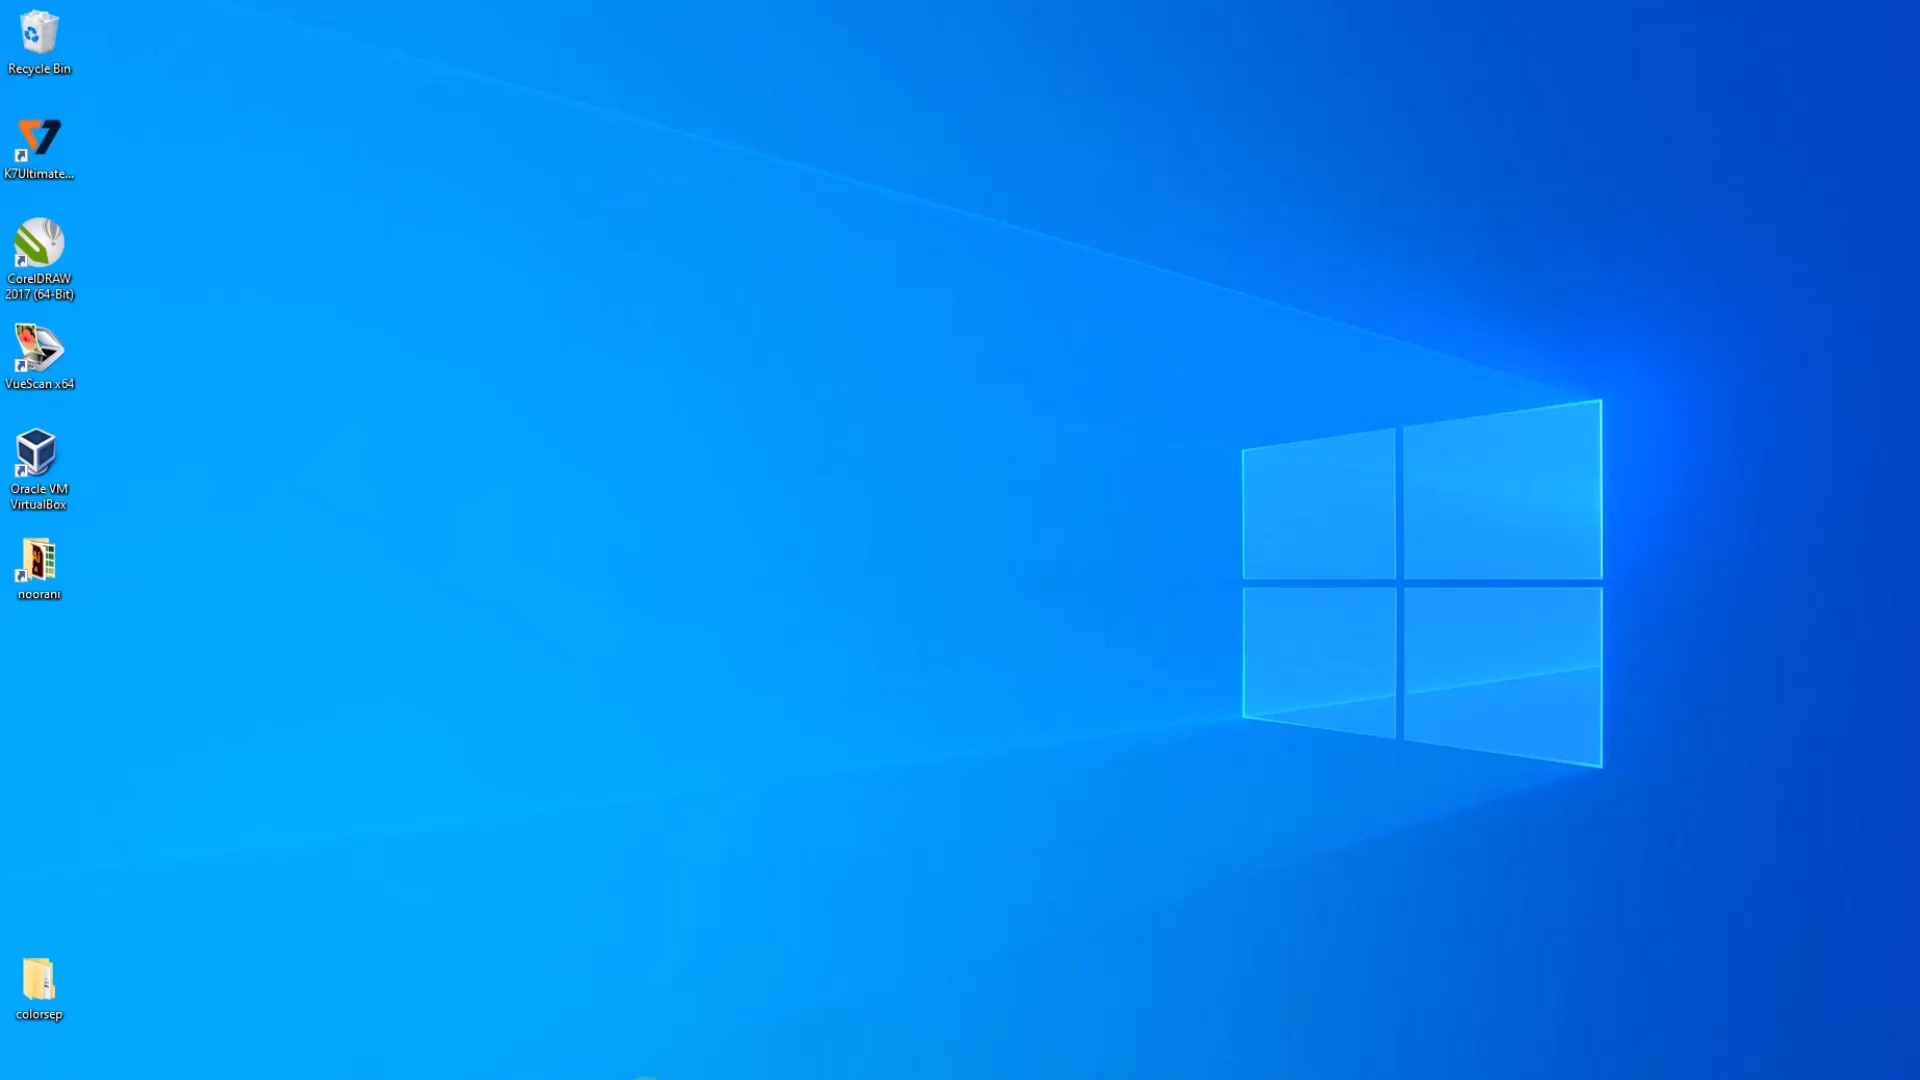 Recycle Bin
K7Ultimate...
CorelDRAW
2017 (64-Bit)
VueScan x64
Oracle VM
VirtualBox
noorani
colorsep